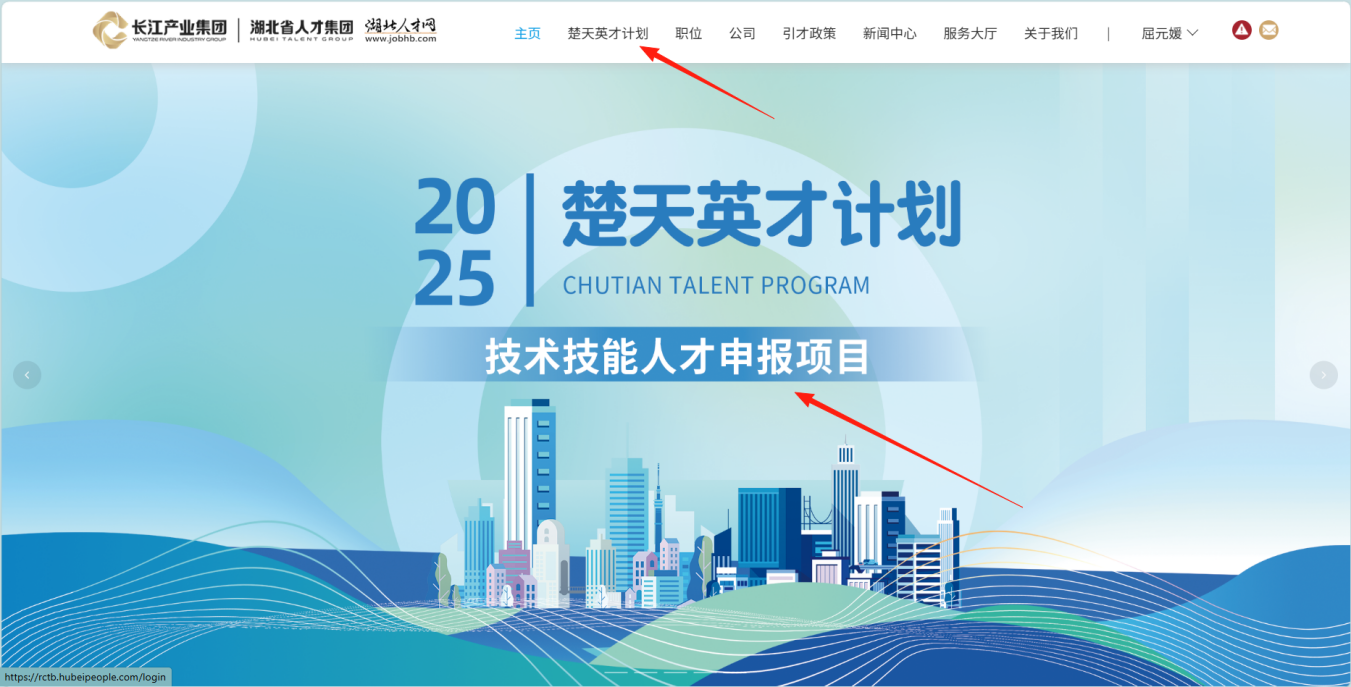 长江产业集团
YANGTZE RIVER INDUSTRY GROUP
湖北省人才集团
HUBEI TALENT GROUP
湖北人才网
www.jobhb.com
主页 楚天英才计划 职位 公司 引才政策 新闻中心 服务大厅 关于我们 | 屈元媛
2025
楚天英才计划
CHUTIAN TALENT PROGRAM
技术技能人才申报项目
https://rctb.hubeipeople.com/login